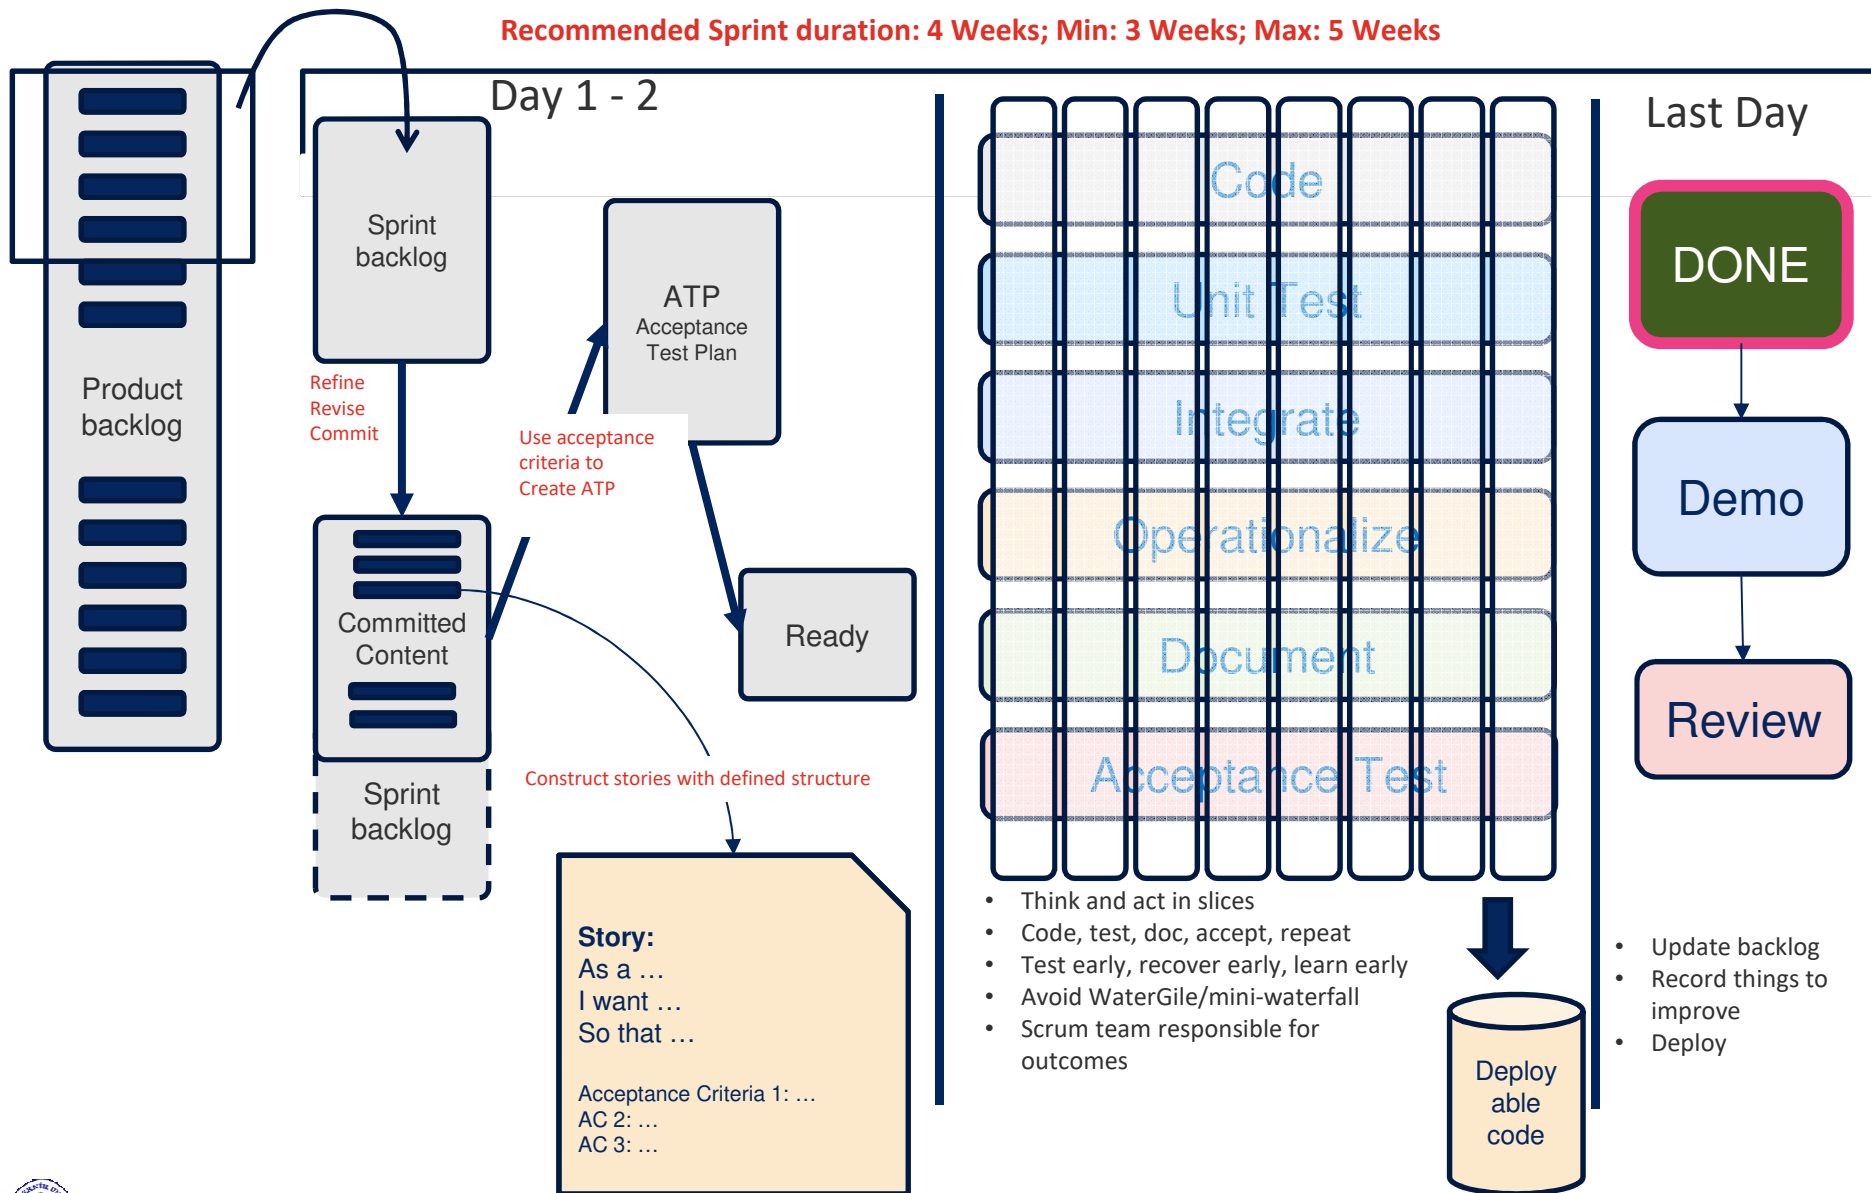 Recommended Sprint duration: 4 Weeks; Min: 3 Weeks; Max: 5 Weeks
Product
backlog
Day 1 - 2
Sprint
backlog
Refine
Revise
Commit
Committed
Content
Sprint
backlog
ATP
Acceptance
Test Plan
Use acceptance
criteria to
Create ATP
Ready
Construct stories with defined structure
Story:
As a …
I want …
So that …
Acceptance Criteria 1: …
AC 2: …
AC 3: …
Code
Unit Test
Integrate
Operationalize
Document
Acceptance Test
• Think and act in slices
• Code, test, doc, accept, repeat
• Test early, recover early, learn early
• Avoid WaterGile/mini-waterfall
• Scrum team responsible for
outcomes
Deploy
able
code
Last Day
DONE
Demo
Review
• Update backlog
• Record things to
improve
• Deploy